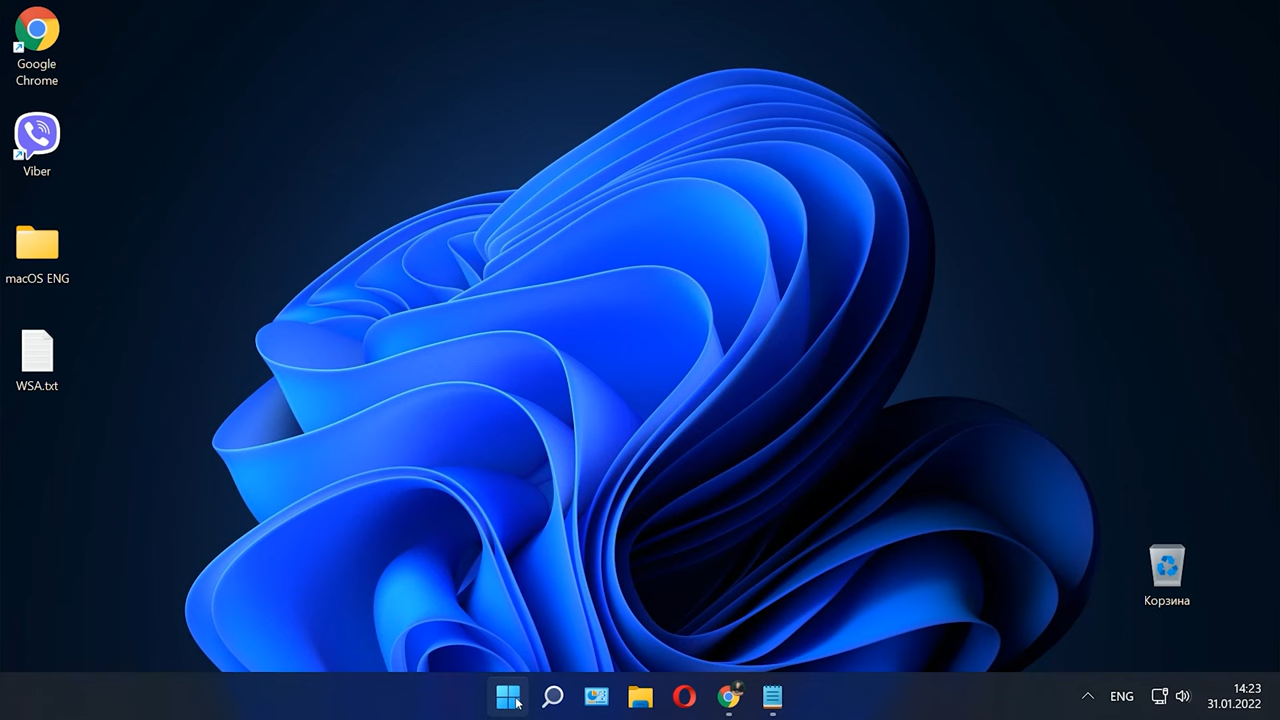 Google
Chrome
Viber
macOS ENG
WSA.txt
Корзина
ENG
14:23
31.01.2022